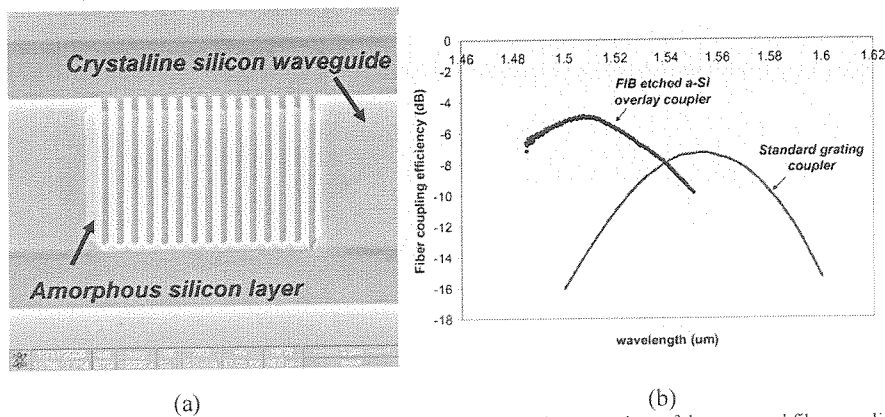 Crystalline silicon waveguide
Amorphous silicon layer
(a)
0
1.46
1.48
1.50
1.52
1.54
1.56
1.58
1.60
1.62
-2
-4
-6
-8
-10
-12
-14
-16
-18
Fiber coupling efficiency (dB)
FIB etched a-Si
overlay coupler
Standard grating
coupler
wavelength (um)
(b)